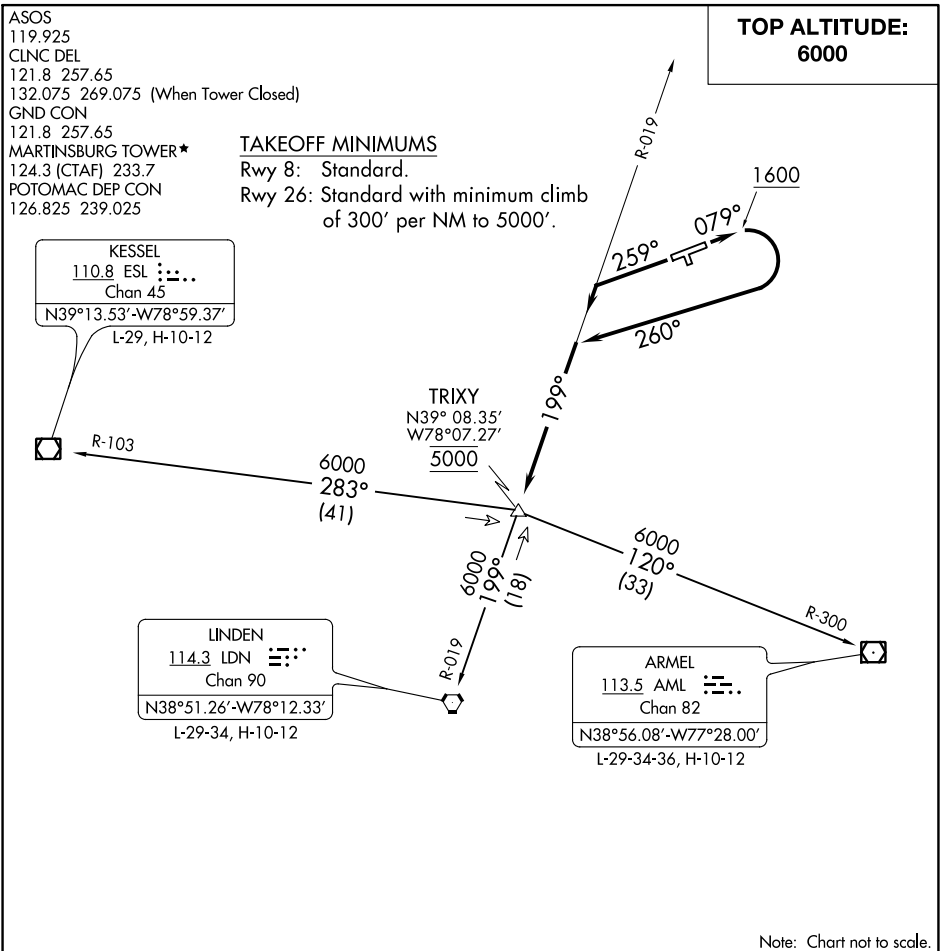 ASOS
119.925
CLNC DEL
121.8 257.65
132.075 269.075 (When Tower Closed)
GND CON
121.8 257.65
MARTINSBURG TOWER★
124.3 (CTAF) 233.7
POTOMAC DEP CON
126.825 239.025
TOP ALTITUDE:
6000
TAKEOFF MINIMUMS
Rwy 8: Standard.
Rwy 26: Standard with minimum climb
of 300' per NM to 5000'.
R-019
1600
079°
259°
260°
199°
KESSEL
110.8 ESL
Chan 45
N39°13.53'-W78°59.37'
L-29, H-10-12
TRIXY
N39° 08.35'
W78°07.27'
5000
R-103
6000
283°
(41)
6000
199°
(18)
R-019
6000
120°
(33)
R-300
LINDEN
114.3 LDN
Chan 90
N38°51.26'-W78°12.33'
L-29-34, H-10-12
ARMEL
113.5 AML
Chan 82
N38°56.08'-W77°28.00'
L-29-34-36, H-10-12
Note: Chart not to scale.